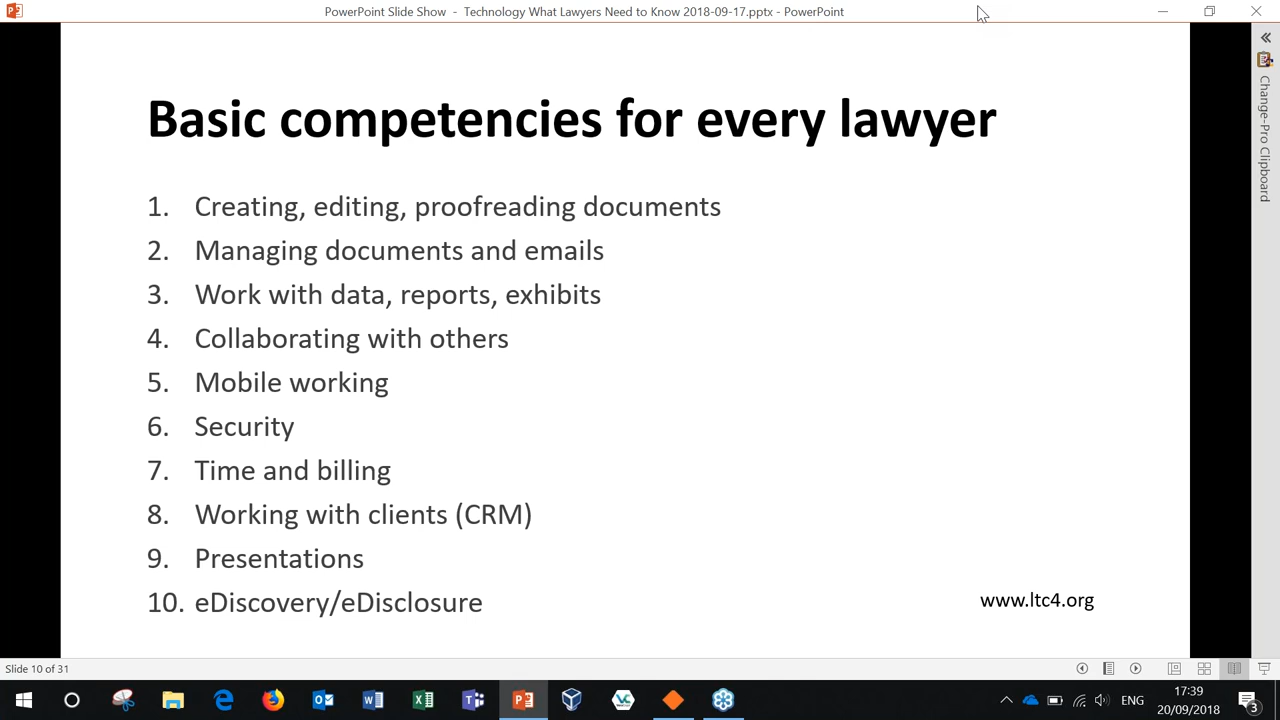 PowerPoint Slide Show - Technology What Lawyers Need to Know 2018-09-17.pptx - PowerPoint
Change-Pro Clipboard
Basic competencies for every lawyer
1. Creating, editing, proofreading documents
2. Managing documents and emails
3. Work with data, reports, exhibits
4. Collaborating with others
5. Mobile working
6. Security
7. Time and billing
8. Working with clients (CRM)
9. Presentations
10. eDiscovery/eDisclosure
www.ltc4.org
Slide 10 of 31
ENG
17:39
20/09/2018
3